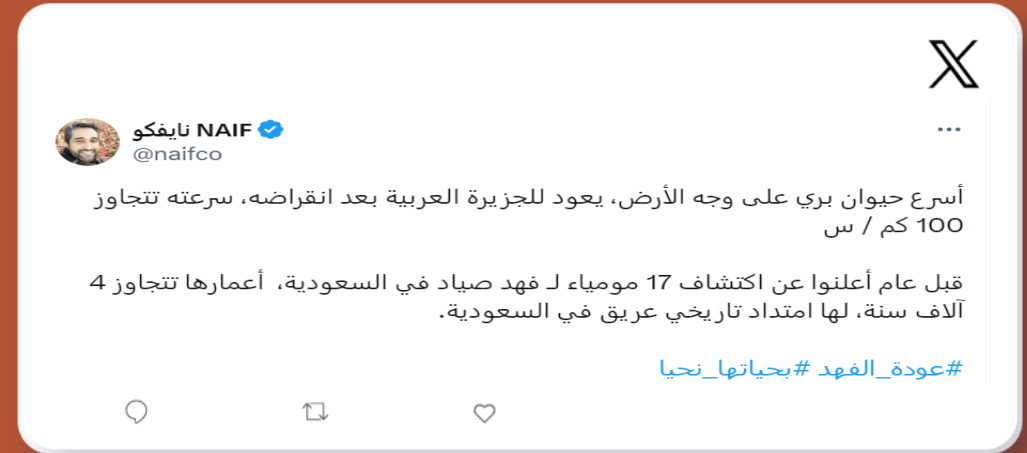 X
نايفكو NAIF
@naifco
أسرع حيوان بري على وجه الأرض، يعود للجزيرة العربية بعد انقراضه، سرعته تتجاوز
100 كم / س
قبل عام أعلنوا عن اكتشاف 17 مومياء لـ فهد صياد في السعودية، أعمارها تتجاوز 4
آلاف سنة، لها امتداد تاريخي عريق في السعودية.
#عودة_الفهد #بحياتها_نحيا